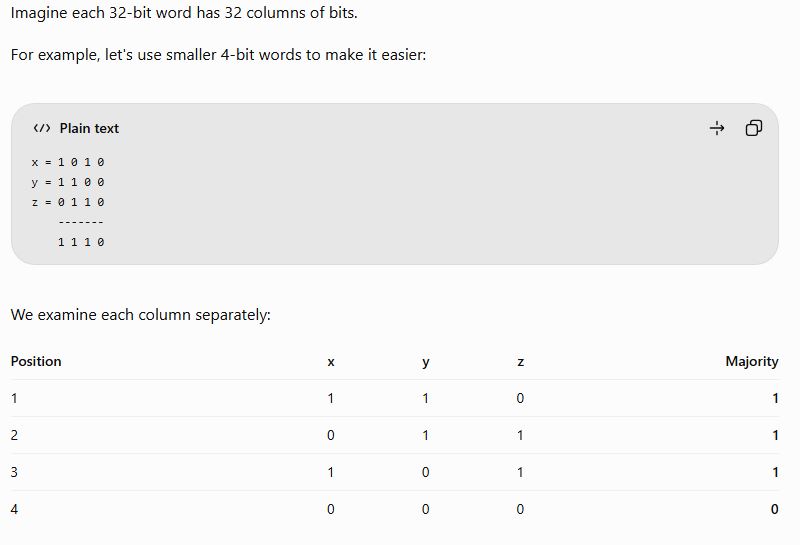 Imagine each 32-bit word has 32 columns of bits.
For example, let's use smaller 4-bit words to make it easier:
</> Plain text
x = 1 0 1 0
y = 1 1 0 0
z = 0 1 1 0
-------
1 1 1 0
We examine each column separately:
Position x y z Majority
1 1 1 0 1
2 0 1 1 1
3 1 0 1 1
4 0 0 0 0